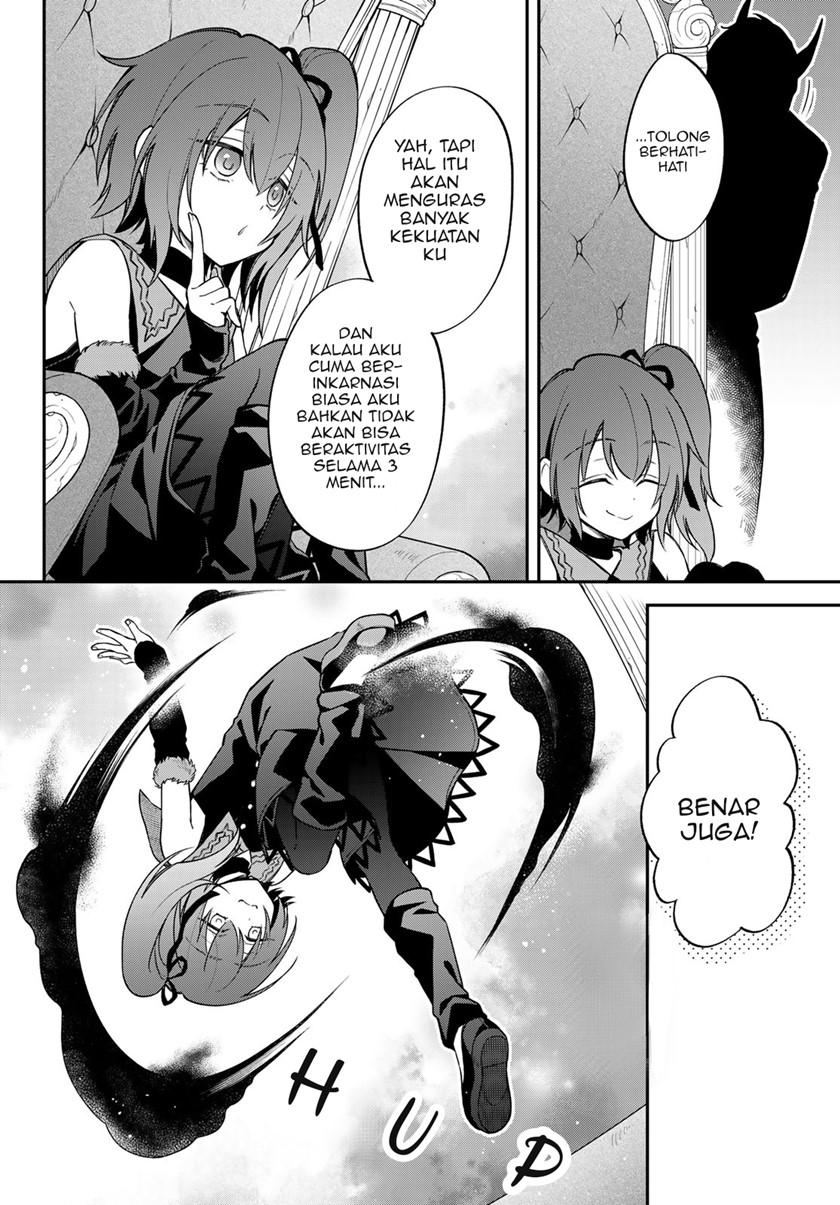 ...TOLONG
BERHATI-
HATI
YAH, TAPI
HAL ITU
AKAN
MENGURAS
BANYAK
KEKUATAN
KU
DAN
KALAU AKU
CUMA BER-
INKARNASI
BIASA AKU
BAHKAN TIDAK
AKAN BISA
BERAKTIVITAS
SELAMA 3
MENIT...
BENAR
JUGA!
HUP